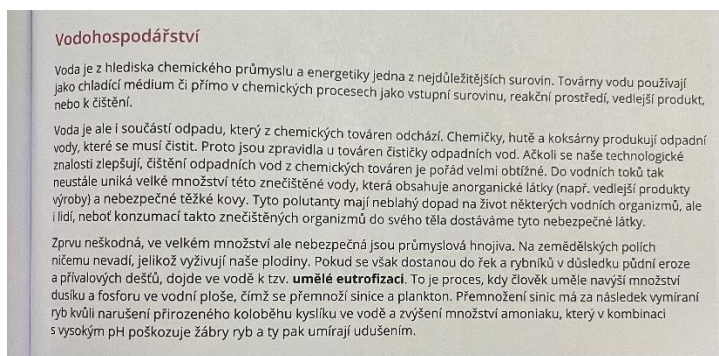 Vodohospodářství
Voda je z hlediska chemického průmyslu a energetiky jedna z nejdůležitějších surovin. Továrny vodu používají
jako chladící médium či přímo v chemických procesech jako vstupní surovinu, reakční prostředí, vedlejší produkt,
nebo k čištění.
Voda je ale i součástí odpadu, který z chemických továren odchází. Chemičky, hutě a koksárny produkují odpadní
vody, které se musí čistit. Proto jsou zpravidla u továren čističky odpadních vod. Ačkoli se naše technologické
znalosti zlepšují, čištění odpadních vod z chemických továren je pořád velmi obtížné. Do vodních toků tak
neustále uniká velké množství této znečištěné vody, která obsahuje anorganické látky (např. vedlejší produkty
výroby) a nebezpečné těžké kovy. Tyto polutanty mají neblahý dopad na život některých vodních organizmů, ale
i lidí, neboť konzumací takto znečištěných organizmů do svého těla dostáváme tyto nebezpečné látky.
Zprvu neškodná, ve velkém množství ale nebezpečná jsou průmyslová hnojiva. Na zemědělských polích
ničemu nevadí, jelikož vyživují naše plodiny. Pokud se však dostanou do řek a rybníků v důsledku půdní eroze
a přívalových dešťů, dojde ve vodě k tzv. umělé eutrofizaci. To je proces, kdy člověk uměle navýší množství
dusíku a fosforu ve vodní ploše, čímž se přemnoží sinice a plankton. Přemnožení sinic má za následek vymíraní
ryb kvůli narušení přirozeného koloběhu kyslíku ve vodě a zvýšení množství amoniaku, který v kombinaci
s vysokým pH poškozuje žábry ryb a ty pak umírají udušením.